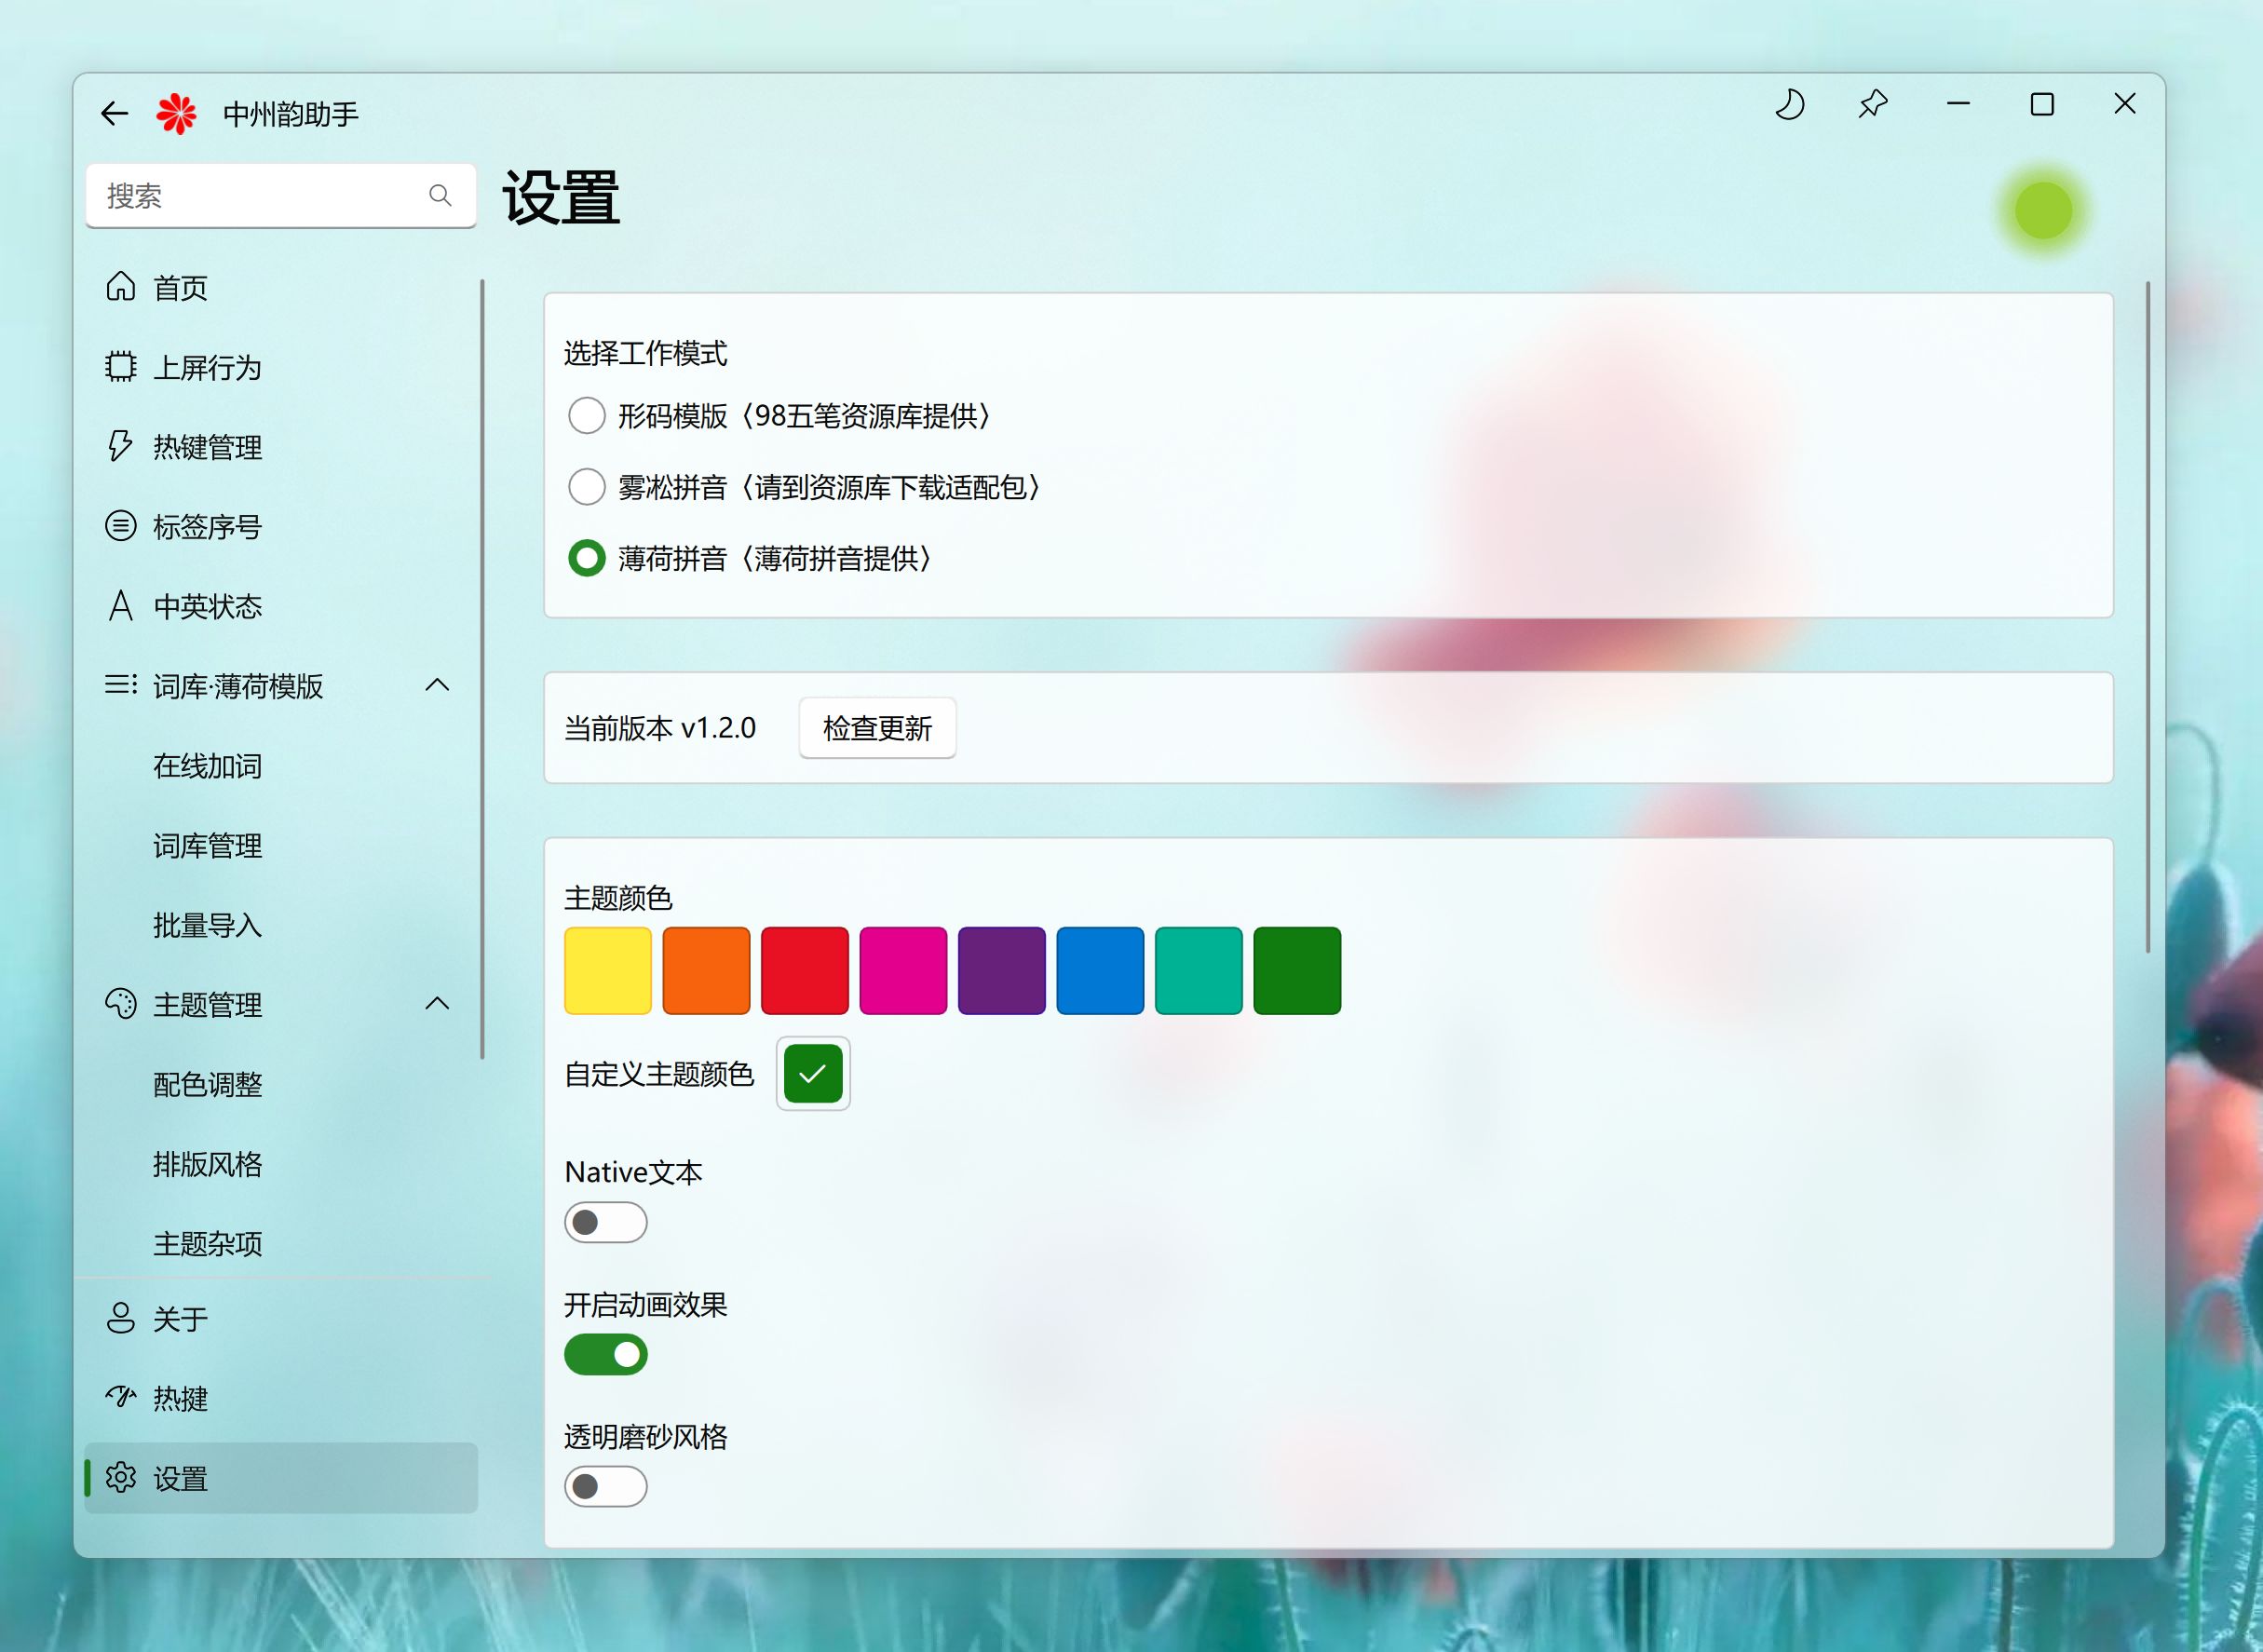 中州韵助手
搜索
设置
首页
上屏行为
热键管理
标签序号
中英状态
词库·薄荷模版
在线加词
词库管理
批量导入
主题管理
配色调整
排版风格
主题杂项
关于
热揵
设置
选择工作模式
形码模版〈98五笔资源库提供〉
雾凇拼音〈请到资源库下载适配包〉
薄荷拼音〈薄荷拼音提供〉
当前版本 v1.2.0 检查更新
主题颜色
自定义主题颜色
Native文本
开启动画效果
透明磨砂风格